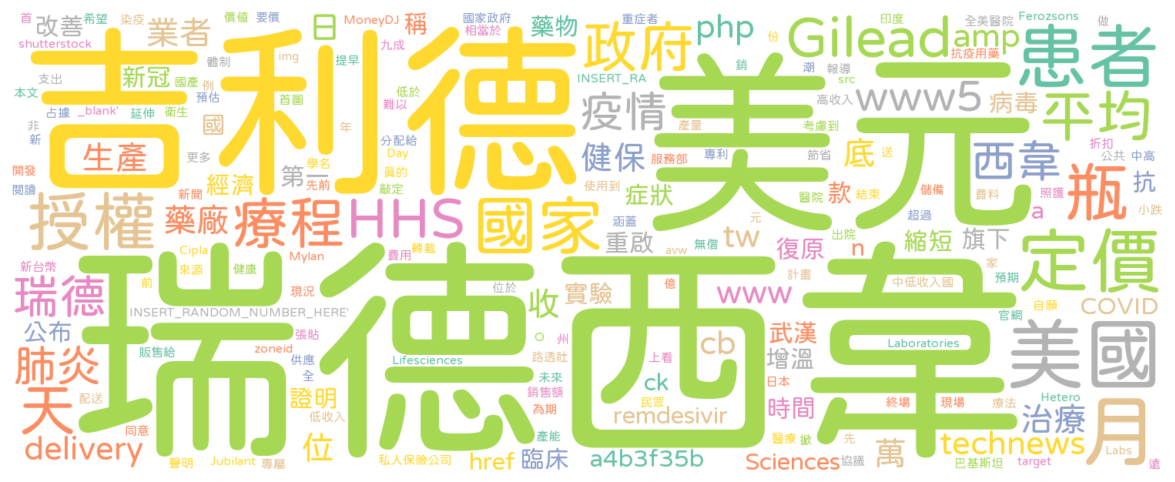 首 染疫 價值 要價 國家政府 重症者 印度 全美醫院 Ferozsons 做
改善 希望 業者 日 MoneyDJ 稱 相當於 藥物 php Gilead amp 抗疫用藥 患者
shutterstock 九成 政府 份 潮 報導
支出 新冠 體制 img 提早 INSERT_RA 銷 src
本文 _blank' 國產 例 首圖 低於 疫情 高收入 www5 病毒 平均
占據 延伸 衛生 預估 難以 產量 考慮到
非 新 國 年 分配給 吉利德 美元 折扣
生產 更多 學名 Day 健保 服務部 專利 節省 底 送 西韋 公共 中高
開發 經濟 第一 真的 使用到 醫院 款 結束 儲備 費料 照護 抗
閱讀 新聞 先前 敲定 症狀 瓶
授權 藥廠 療程 HHS 國家 涵蓋 元 出院 超過 a 小跌
重啟 tw 復原 n 縮短 旗下 定價
Cipla Mylan 費用 轉載 avw 無償 計畫 家 預期
新台幣 來源 健康 位於 億 中低收入國 自願
瑞德 前 現況 收 實驗 www 官網 COVID
INSERT_RANDOM_NUMBER_HERE'
公布 張貼 o 州 武漢 美國
販售給 zoneid 供應 Lifesciences 路透社 上看 cb 增溫 Laboratories
肺炎 全 瑞德西韋 未來 ck 日本 Hetero
天 證明 銷售額 民眾 終場 現場 療法
配送 低收入 為期 remdesivir 時間 治療 月
delivery 同意 位 產能 醫療 掀 先 technews
聲明 Jubilant 專屬 私人保險公司 href 臨床 a4b3f35b Sciences 協議 萬 巴基斯坦 target Labs 遠